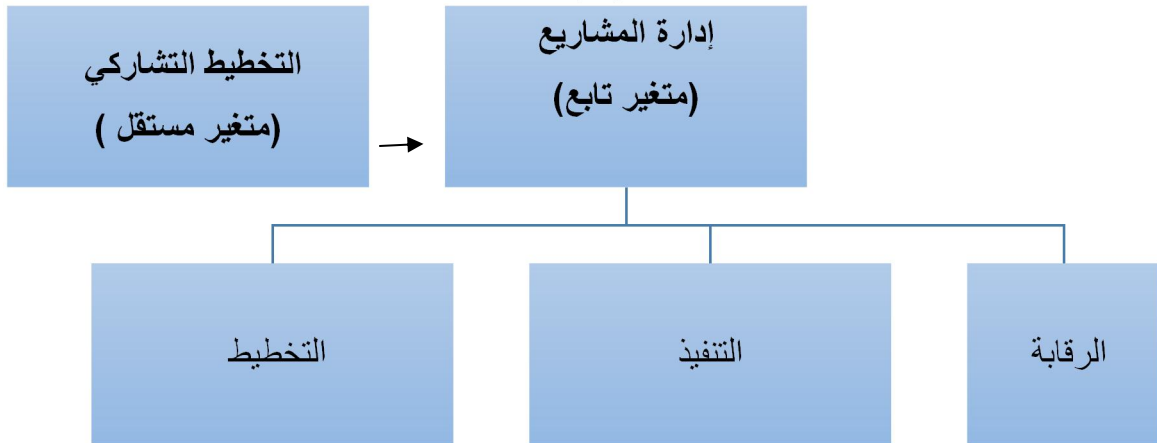 إدارة المشاريع
(متغير تابع)
التخطيط التشاركي
(متغير مستقل )
الرقابة
التنفيذ
التخطيط